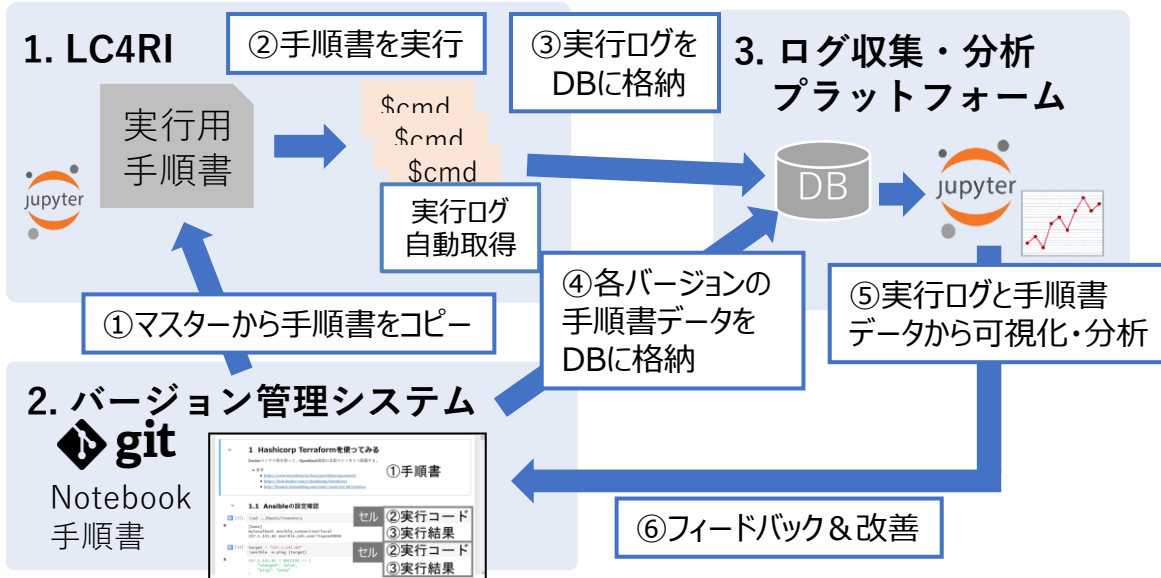 1. LC4RI
②手順書を実行
③実行ログを
DBに格納
3. ログ収集・分析
プラットフォーム
実行用
手順書
$cmd
$cmd
$cmd
jupyter
実行ログ
自動取得
DB
jupyter
①マスターから手順書をコピー
④各バージョンの
手順書データを
DBに格納
⑤実行ログと手順書
データから可視化・分析
2. バージョン管理システム
git
Notebook
手順書
1 Hashicorp Terraformを使ってみる
①手順書
1.1 Ansibleの設定確認
セル ②実行コード
③実行結果
セル ②実行コード
③実行結果
⑥フィードバック&改善